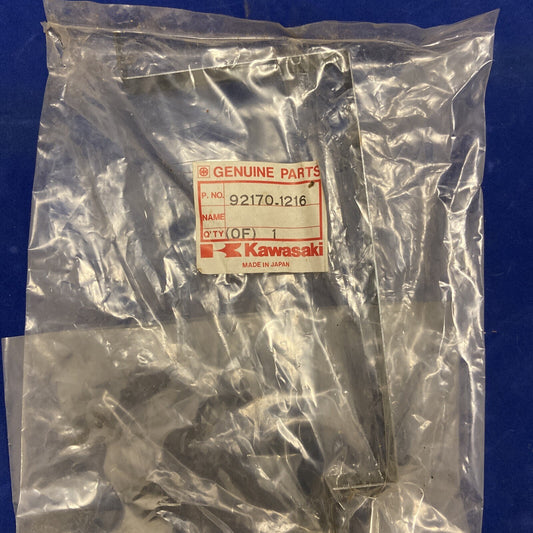 GENUINE PARTS
P. NO. 92170-1216
NAME
Q'TY (OF) 1
Kawasaki
MADE IN JAPAN